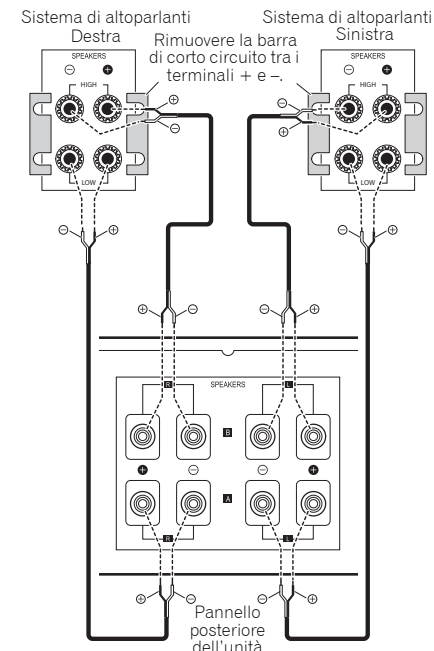 Sistema di altoparlanti
Destra
Sistema di altoparlanti
Sinistra
Rimuovere la barra
di corto circuito tra i
terminali + e –.
SPEAKERS
⊖ ⊕
HIGH
LOW
⊕
⊖
SPEAKERS
⊖ ⊕
HIGH
LOW
⊖
⊕
⊖ ⊕
⊖ ⊕
⊕ ⊖
⊖ ⊕
R SPEAKERS L
B
⊕ ⊖ ⊖ ⊕
A
R L
⊕ ⊖
⊖ ⊕
Pannello
posteriore
dell'unità